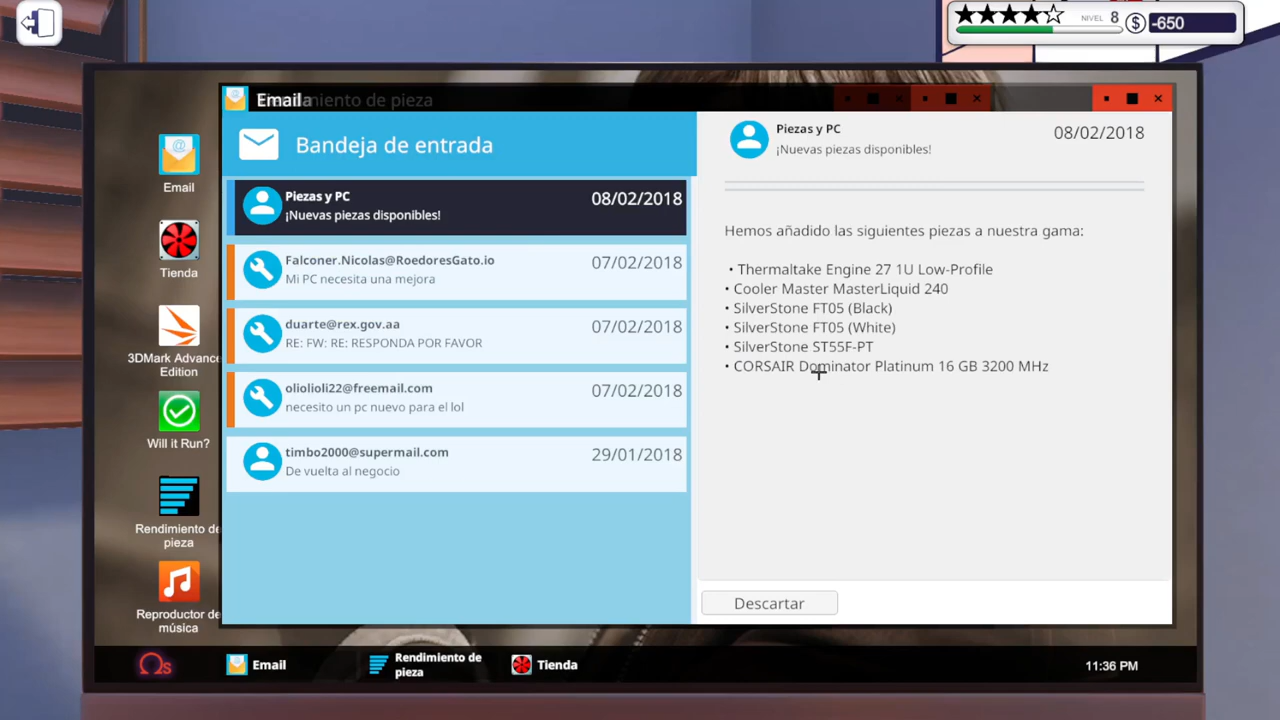 NIVEL 8 $ -650
Email
Rendimiento de pieza
Bandeja de entrada
Piezas y PC 08/02/2018
¡Nuevas piezas disponibles!
Falconer.Nicolas@RoedoresGato.io 07/02/2018
Mi PC necesita una mejora
duarte@rex.gov.aa 07/02/2018
RE: FW: RE: RESPONDA POR FAVOR
oliolioli22@freemail.com 07/02/2018
necesito un pc nuevo para el lol
timbo2000@supermail.com 29/01/2018
De vuelta al negocio
Piezas y PC 08/02/2018
¡Nuevas piezas disponibles!
Hemos añadido las siguientes piezas a nuestra gama:
• Thermaltake Engine 27 1U Low-Profile
• Cooler Master MasterLiquid 240
• SilverStone FT05 (Black)
• SilverStone FT05 (White)
• SilverStone ST55F-PT
• CORSAIR Dominator Platinum 16 GB 3200 MHz
Descartar
Email
Tienda
3DMark Advance
Edition
Will it Run?
Rendimiento de
pieza
Reproductor de
música
Ωs
Email
Rendimiento de
pieza
Tienda
11:36 PM